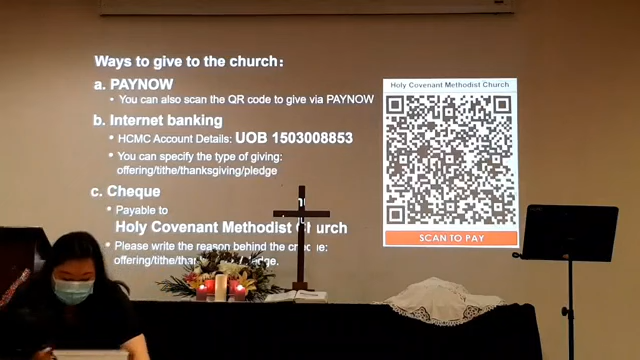 Ways to give to the church:
a. PAYNOW
• You can also scan the QR code to give via PAYNOW
b. Internet banking
• HCMC Account Details: UOB 1503008853
• You can specify the type of giving:
offering/tithe/thanksgiving/pledge
c. Cheque
• Payable to
Holy Covenant Methodist Church
• Please write the reason behind the cheque:
offering/tithe/
Holy Covenant Methodist Church
SCAN TO PAY